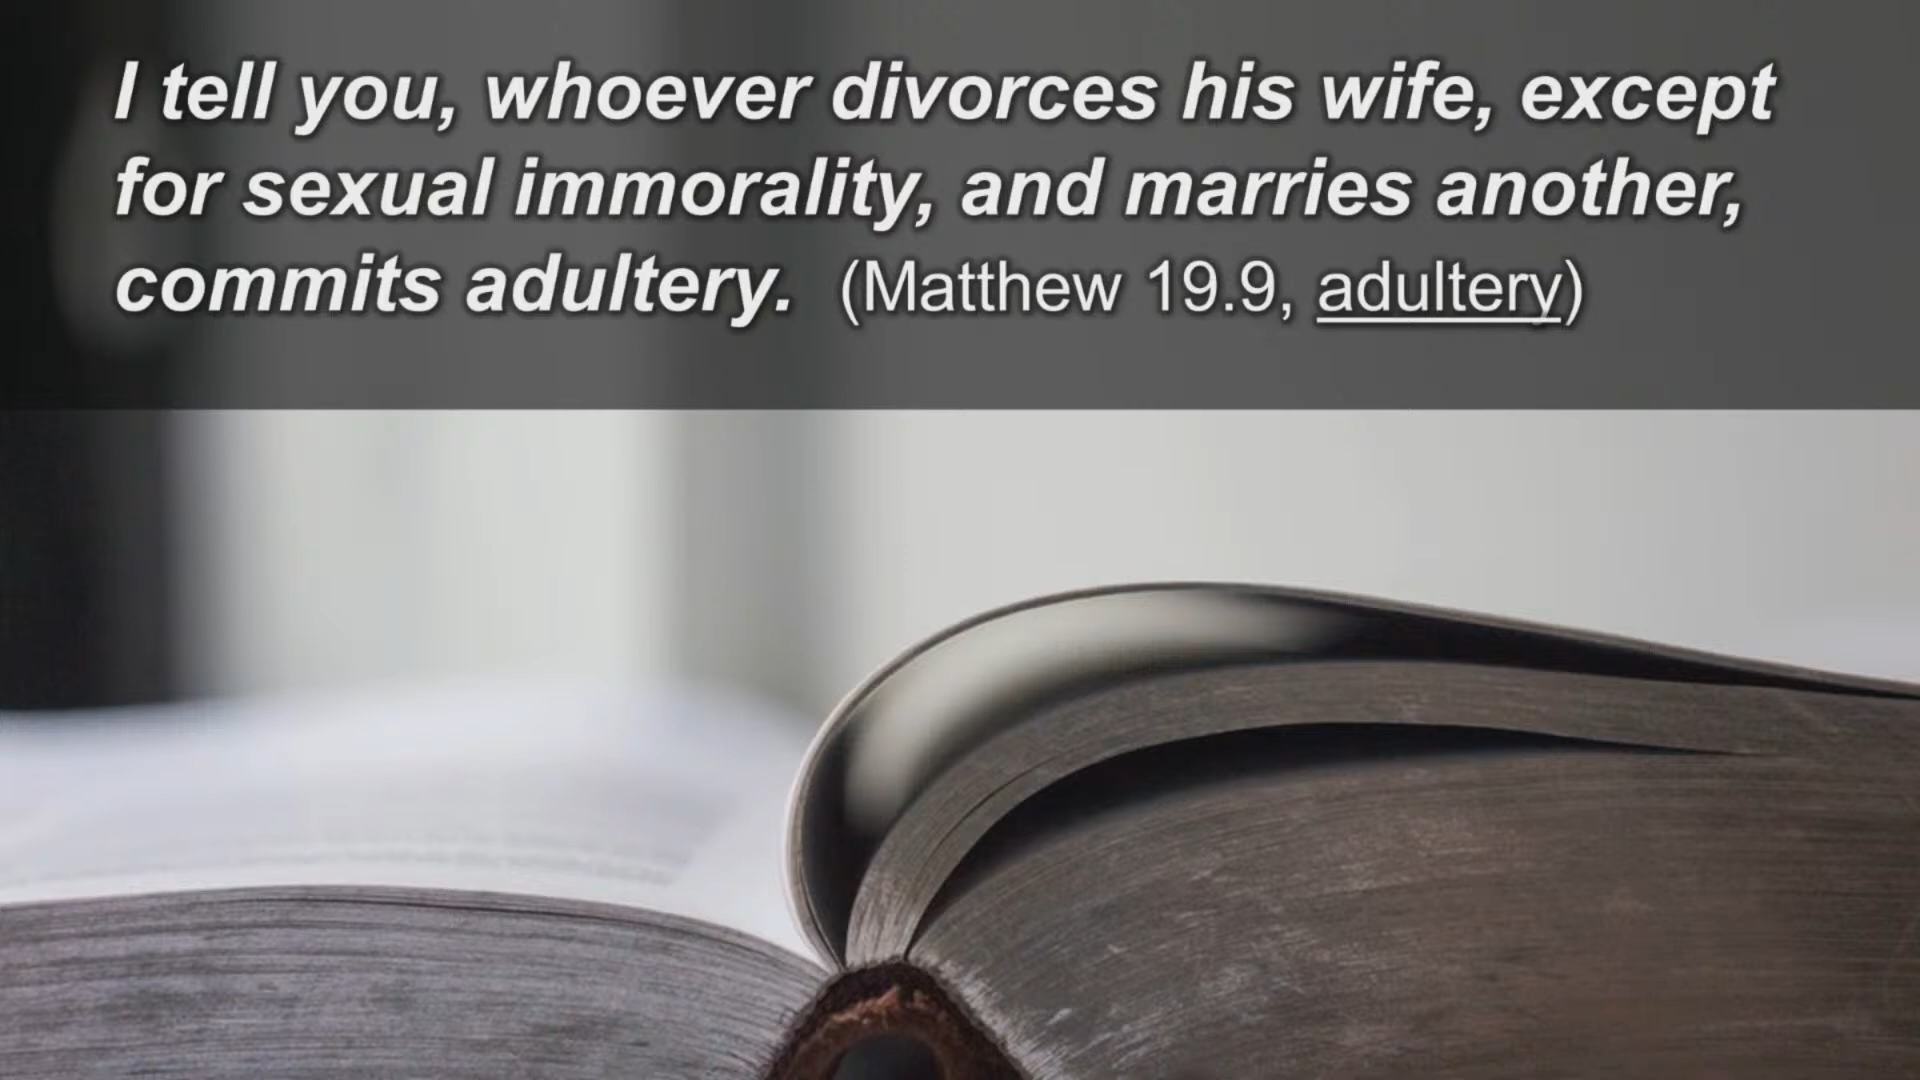 I tell you, whoever divorces his wife, except
for sexual immorality, and marries another,
commits adultery. (Matthew 19.9, adultery)